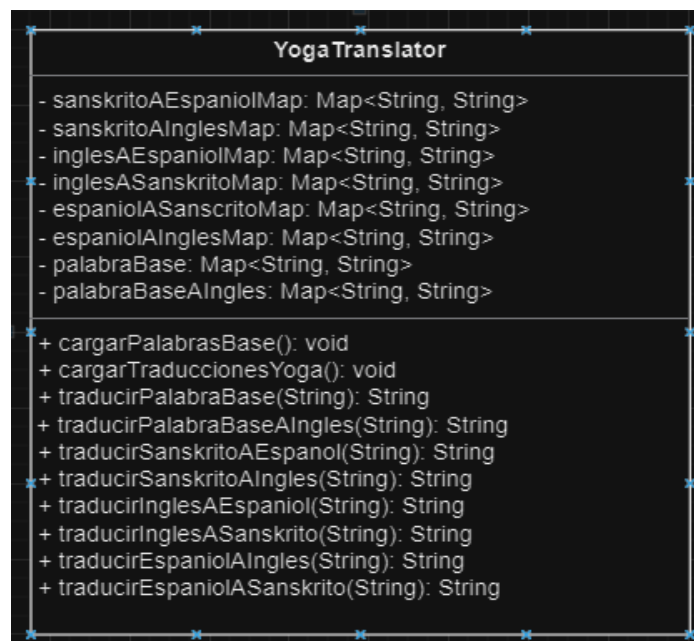 YogaTranslator
- sanskritoAEspaniolMap: Map<String, String>
- sanskritoAInglesMap: Map<String, String>
- inglesAEspaniolMap: Map<String, String>
- inglesASanskritoMap: Map<String, String>
- espaniolASanscritoMap: Map<String, String>
- espaniolAInglesMap: Map<String, String>
- palabraBase: Map<String, String>
- palabraBaseAIngles: Map<String, String>
+ cargarPalabrasBase(): void
+ cargarTraduccionesYoga(): void
+ traducirPalabraBase(String): String
+ traducirPalabraBaseAIngles(String): String
+ traducirSanskritoAEspanol(String): String
+ traducirSanskritoAIngles(String): String
+ traducirInglesAEspaniol(String): String
+ traducirInglesASanskrito(String): String
+ traducirEspaniolAIngles(String): String
+ traducirEspaniolASanskrito(String): String